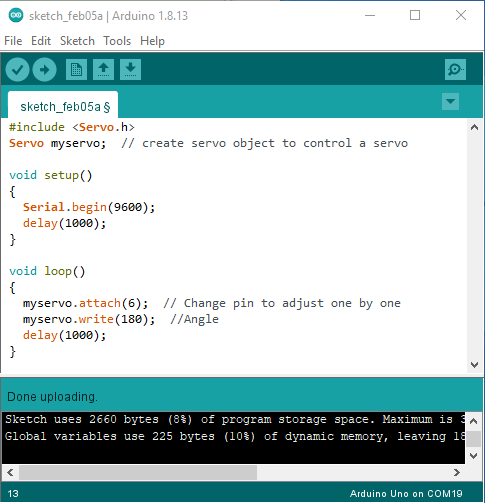 sketch_feb05a | Arduino 1.8.13
File Edit Sketch Tools Help
sketch_feb05a §
#include <Servo.h>
Servo myservo;  // create servo object to control a servo
void setup()
{
  Serial.begin(9600);
  delay(1000);
}
void loop()
{
  myservo.attach(6);  // Change pin to adjust one by one
  myservo.write(180);  //Angle
  delay(1000);
}
Done uploading.
Sketch uses 2660 bytes (8%) of program storage space. Maximum is 3
Global variables use 225 bytes (10%) of dynamic memory, leaving 18
13 Arduino Uno on COM19